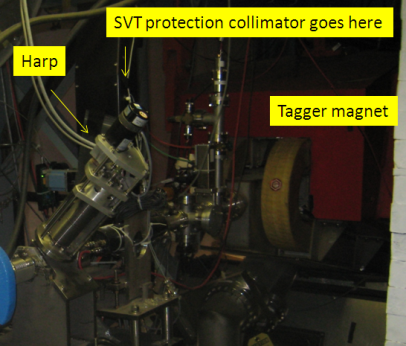 SVT protection collimator goes here
Harp
Tagger magnet